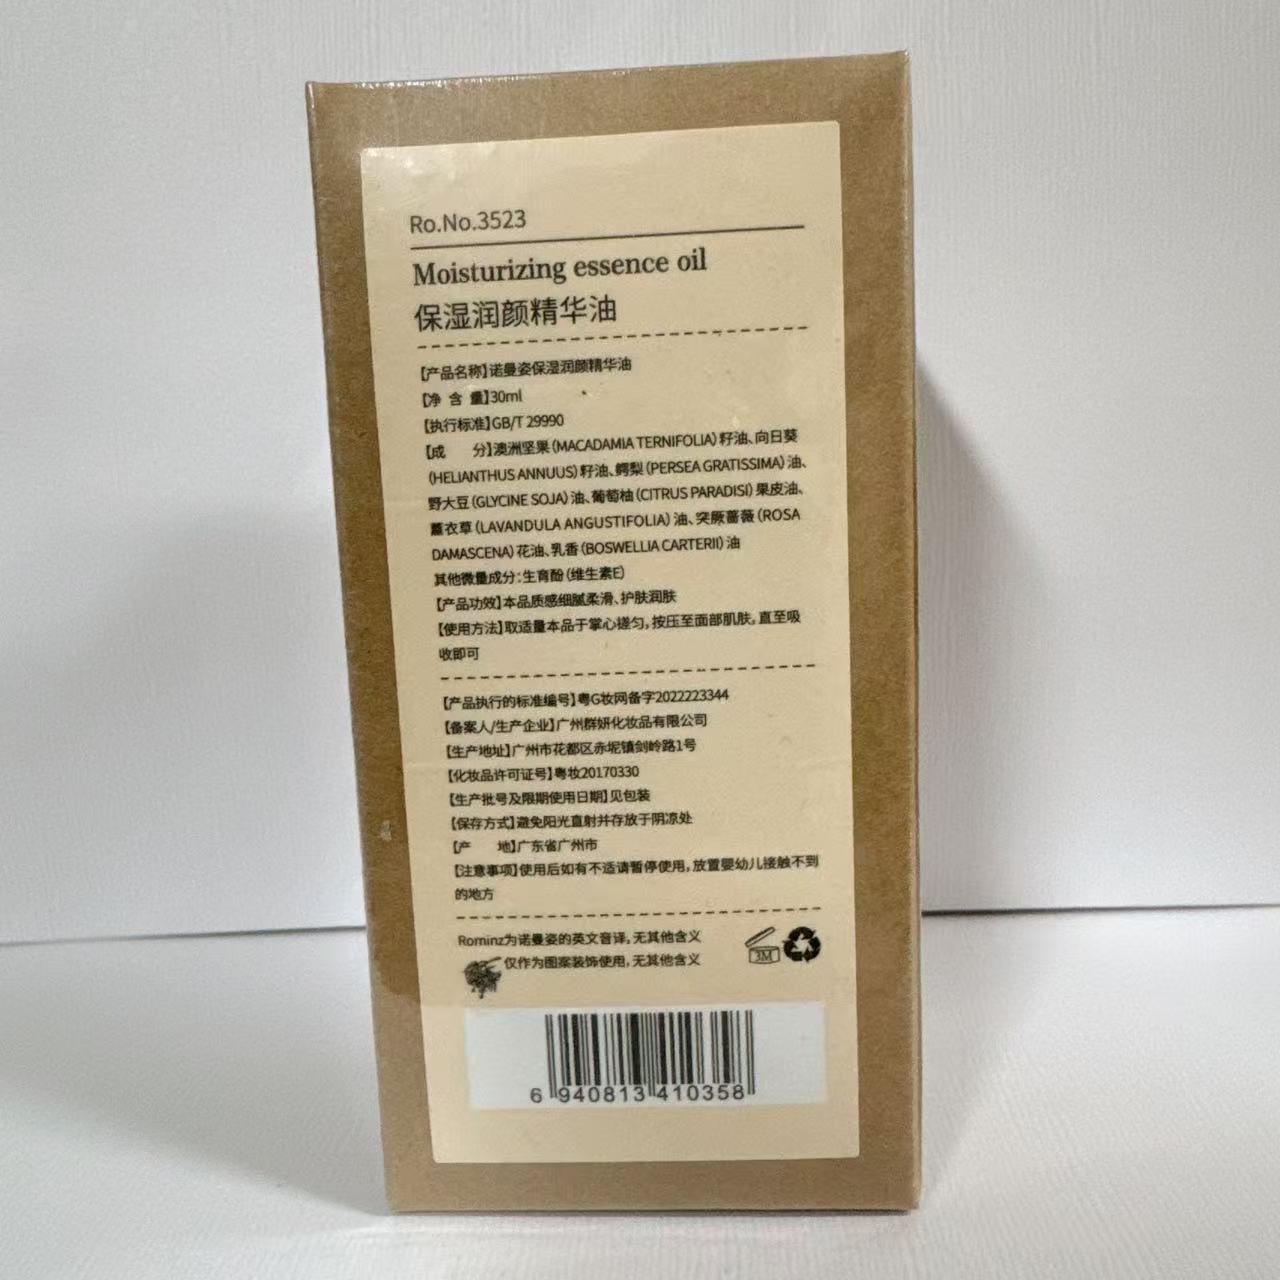 Ro.No.3523
Moisturizing essence oil
保湿润颜精华油
【产品名称】诺曼姿保湿润颜精华油
【净 含 量】30ml
【执行标准】GB/T 29990
【成 分】澳洲坚果(MACADAMIA TERNIFOLIA)籽油、向日葵
(HELIANTHUS ANNUUS)籽油、鳄梨(PERSEA GRATISSIMA)油、
野大豆(GLYCINE SOJA)油、葡萄柚(CITRUS PARADISI)果皮油、
薰衣草(LAVANDULA ANGUSTIFOLIA)油、突厥蔷薇(ROSA
DAMASCENA)花油、乳香(BOSWELLIA CARTERII)油
其他微量成分:生育酚(维生素E)
【产品功效】本品质感细腻柔滑、护肤润肤
【使用方法】取适量本品于掌心搓匀,按压至面部肌肤,直至吸
收即可
【产品执行的标准编号】粤G妆网备字2022223344
【备案人/生产企业】广州群妍化妆品有限公司
【生产地址】广州市花都区赤坭镇剑岭路1号
【化妆品许可证号】粤妆20170330
【生产批号及限期使用日期】见包装
【保存方式】避免阳光直射并存放于阴凉处
【产 地】广东省广州市
【注意事项】使用后如有不适请暂停使用,放置婴幼儿接触不到
的地方
Rominz为诺曼姿的英文音译,无其他含义
仅作为图案装饰使用,无其他含义
3M
6 940813 410358